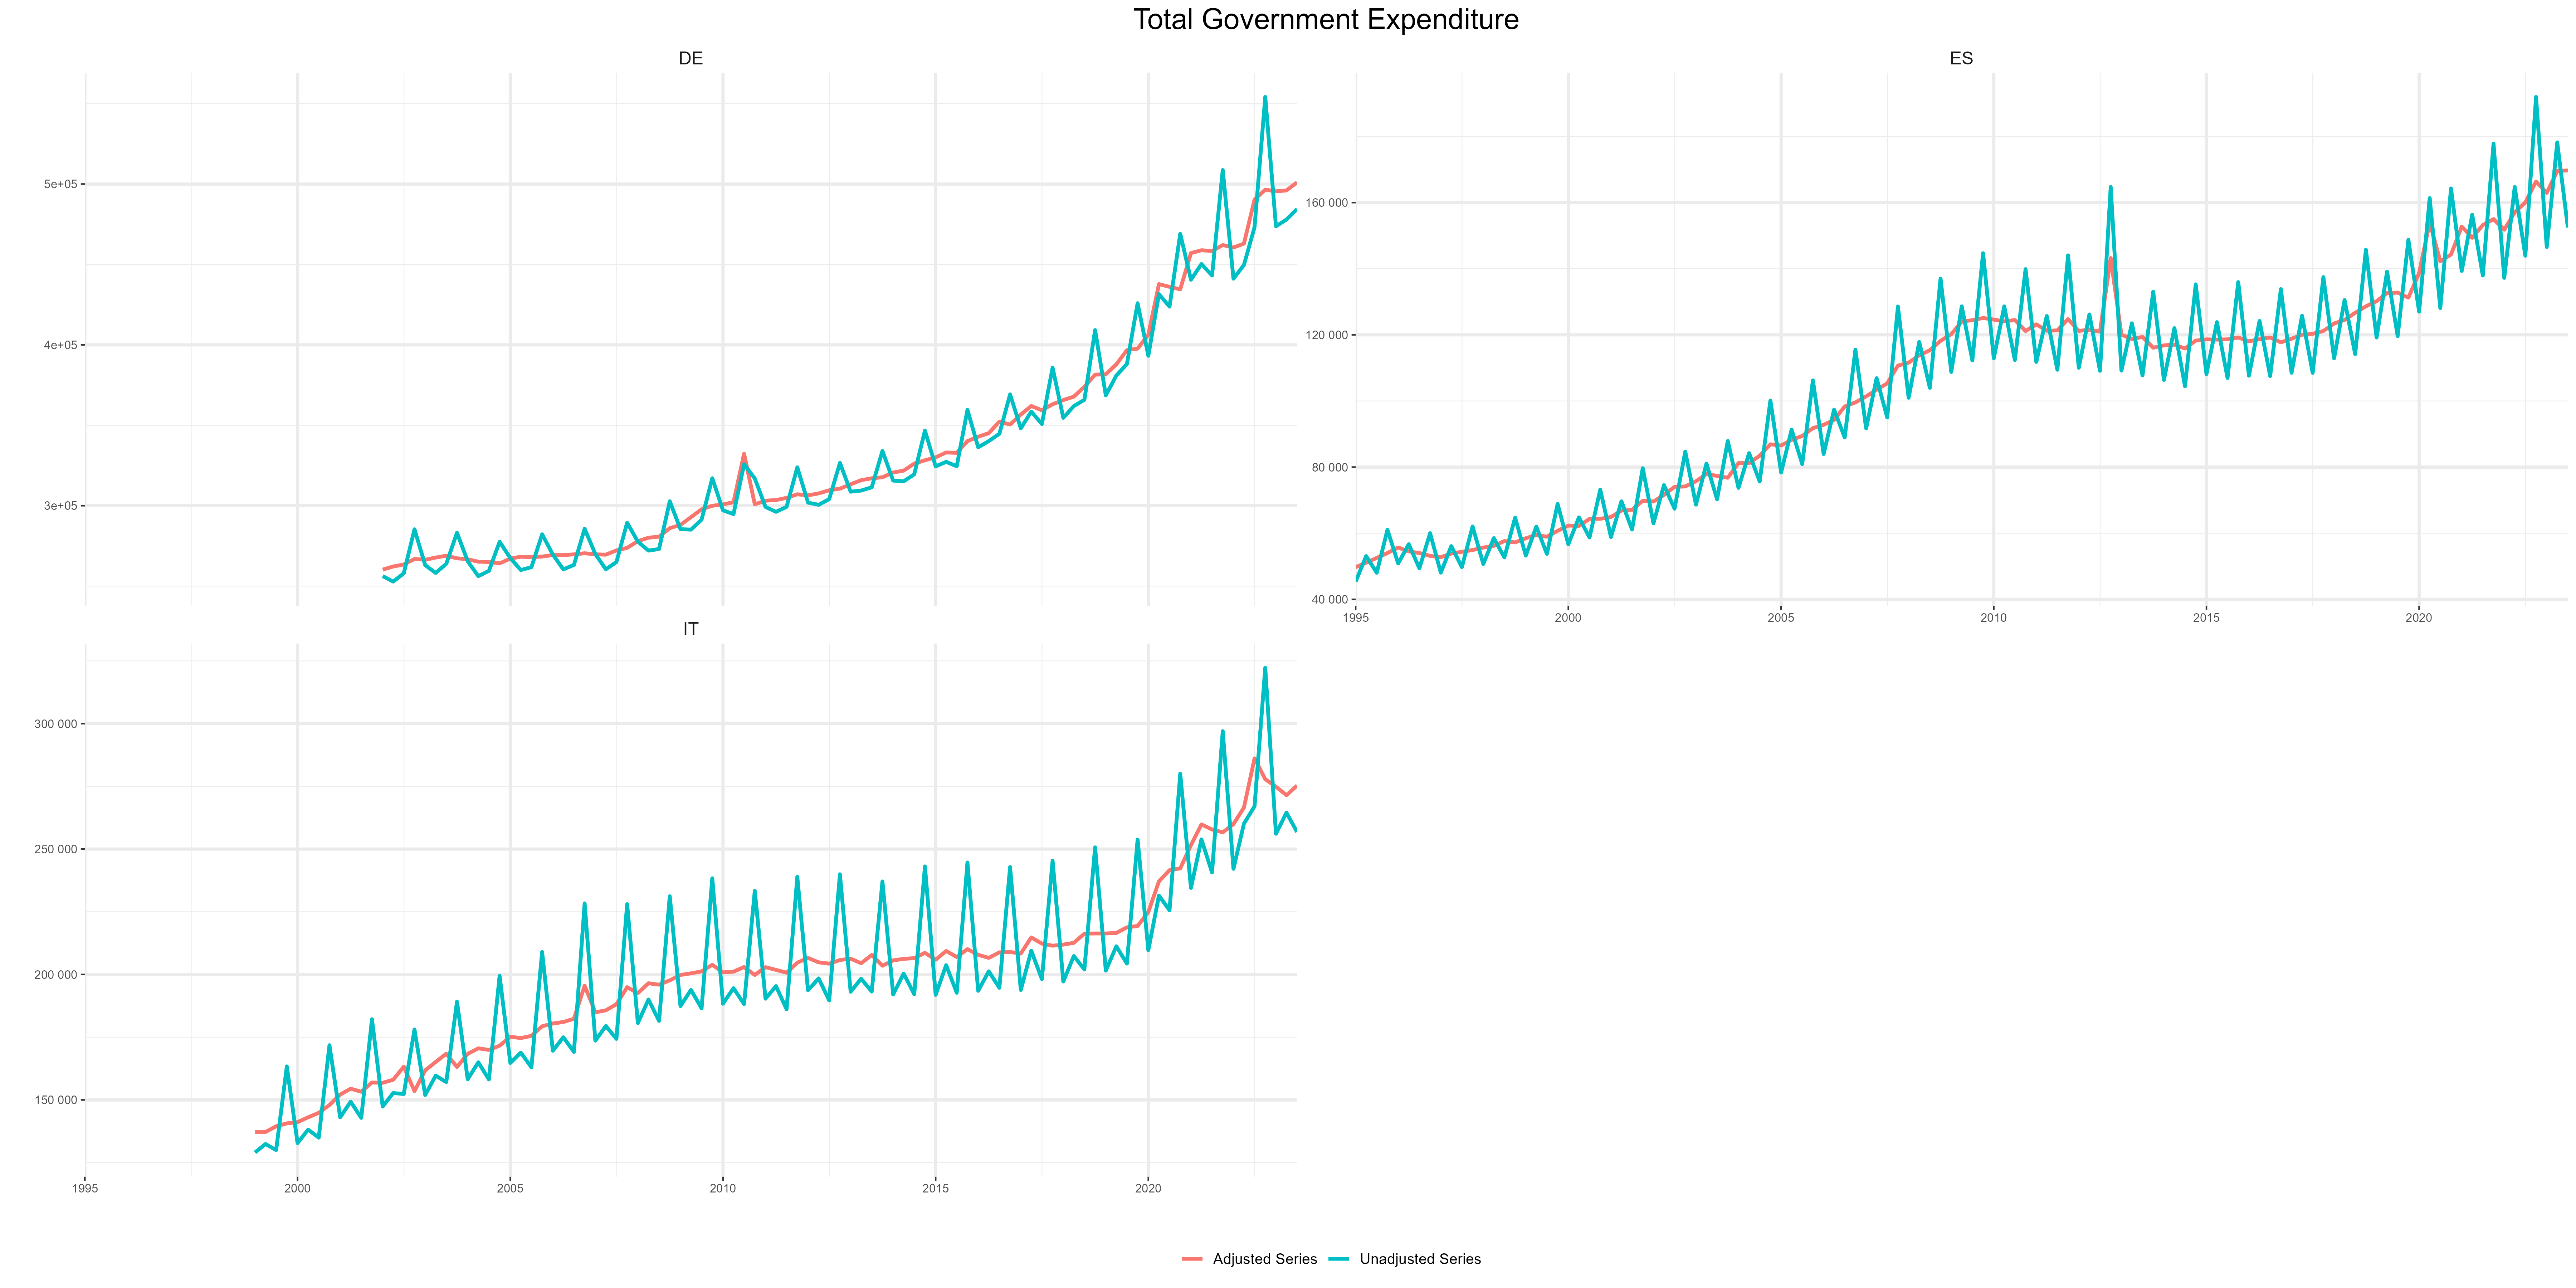 Total Government Expenditure
DE
5e+05
4e+05
3e+05
ES
160 000
120 000
80 000
40 000
1995 2000 2005 2010 2015 2020
IT
300 000
250 000
200 000
150 000
1995 2000 2005 2010 2015 2020
Adjusted Series Unadjusted Series